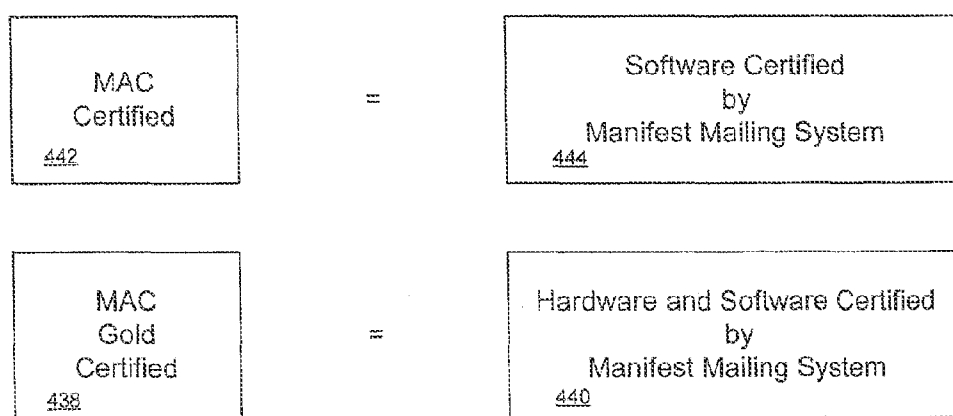 MAC
Certified
442
=
Software Certified
by
Manifest Mailing System
444
MAC
Gold
Certified
438
=
Hardware and Software Certified
by
Manifest Mailing System
440